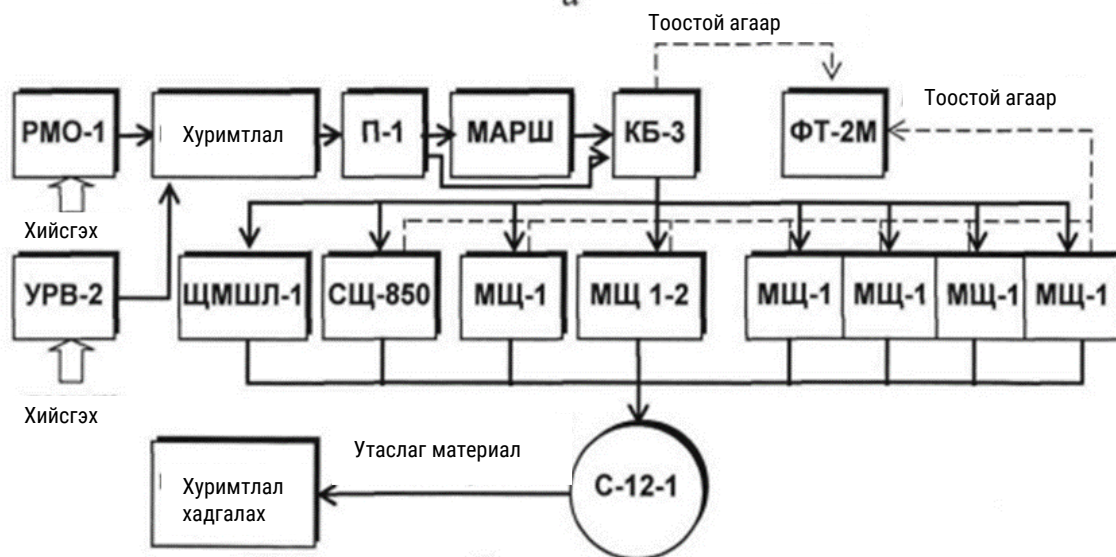 а
Тоостой агаар
Тоостой агаар
РМО-1
Хуримтлал
П-1
МАРШ
КБ-3
ФТ-2М
Хийсгэх
УРВ-2
ЩМШЛ-1
СЩ-850
МЩ-1
МЩ 1-2
МЩ-1
МЩ-1
МЩ-1
МЩ-1
Хийсгэх
Утаслаг материал
Хуримтлал
хадгалах
С-12-1